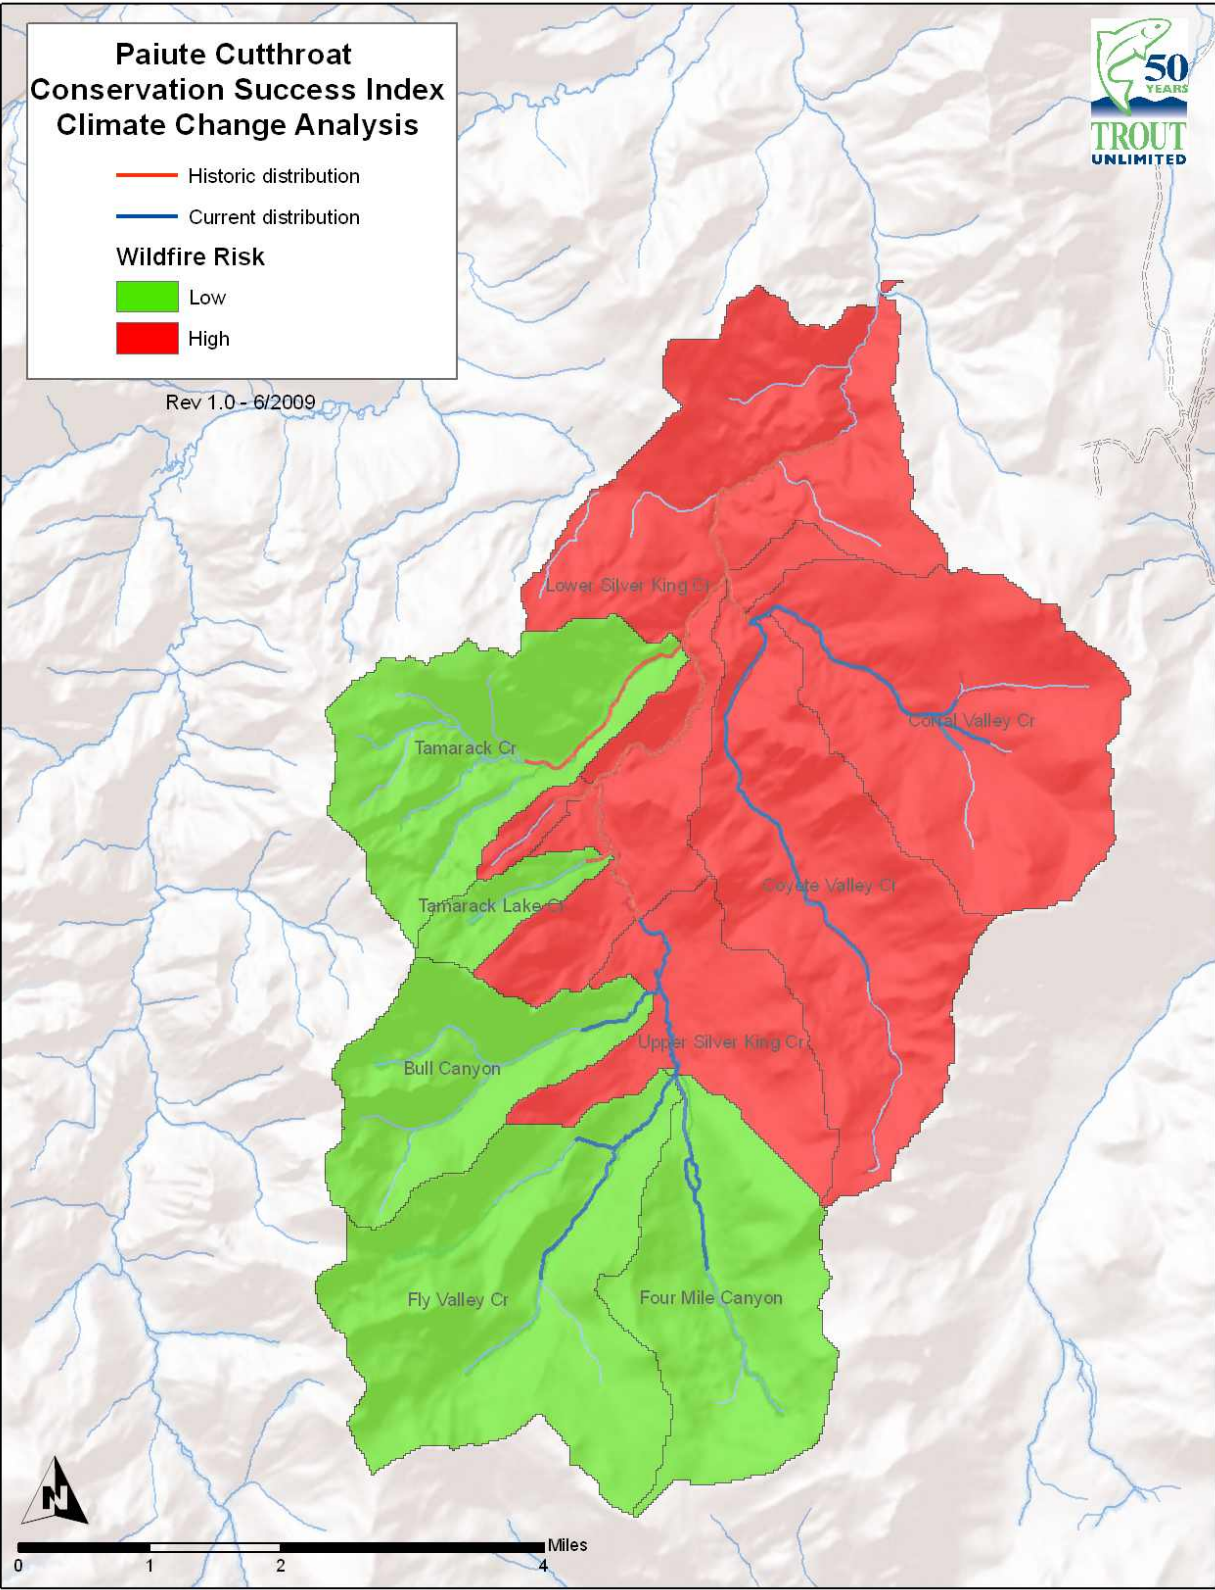 Paiute Cutthroat
Conservation Success Index
Climate Change Analysis
Historic distribution
Current distribution
Wildfire Risk
Low
High
Rev 1.0 - 6/2009
50
YEARS
TROUT
UNLIMITED
Lower Silver King Cr
Corral Valley Cr
Tamarack Cr
Coyote Valley Cr
Tamarack Lake Cr
Upper Silver King Cr
Bull Canyon
Four Mile Canyon
Fly Valley Cr
N
Miles
0 1 2 4